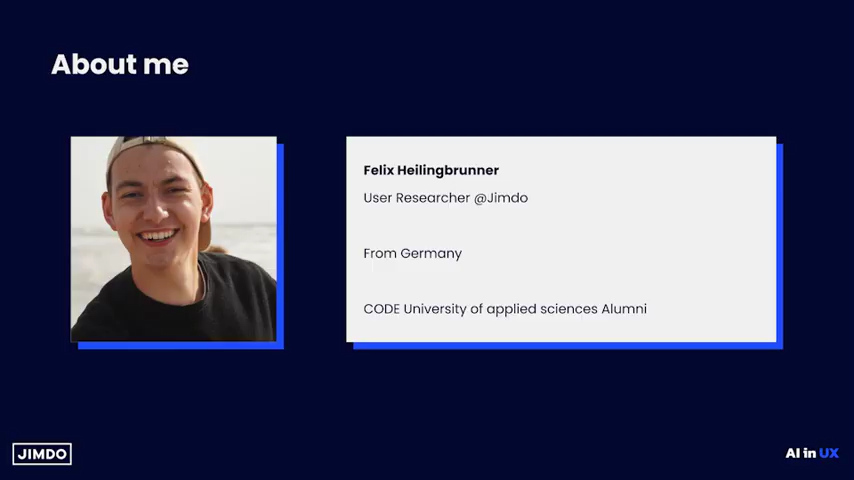 About me
Felix Heilingbrunner
User Researcher @Jimdo
From Germany
CODE University of applied sciences Alumni
JIMDO
AI in UX